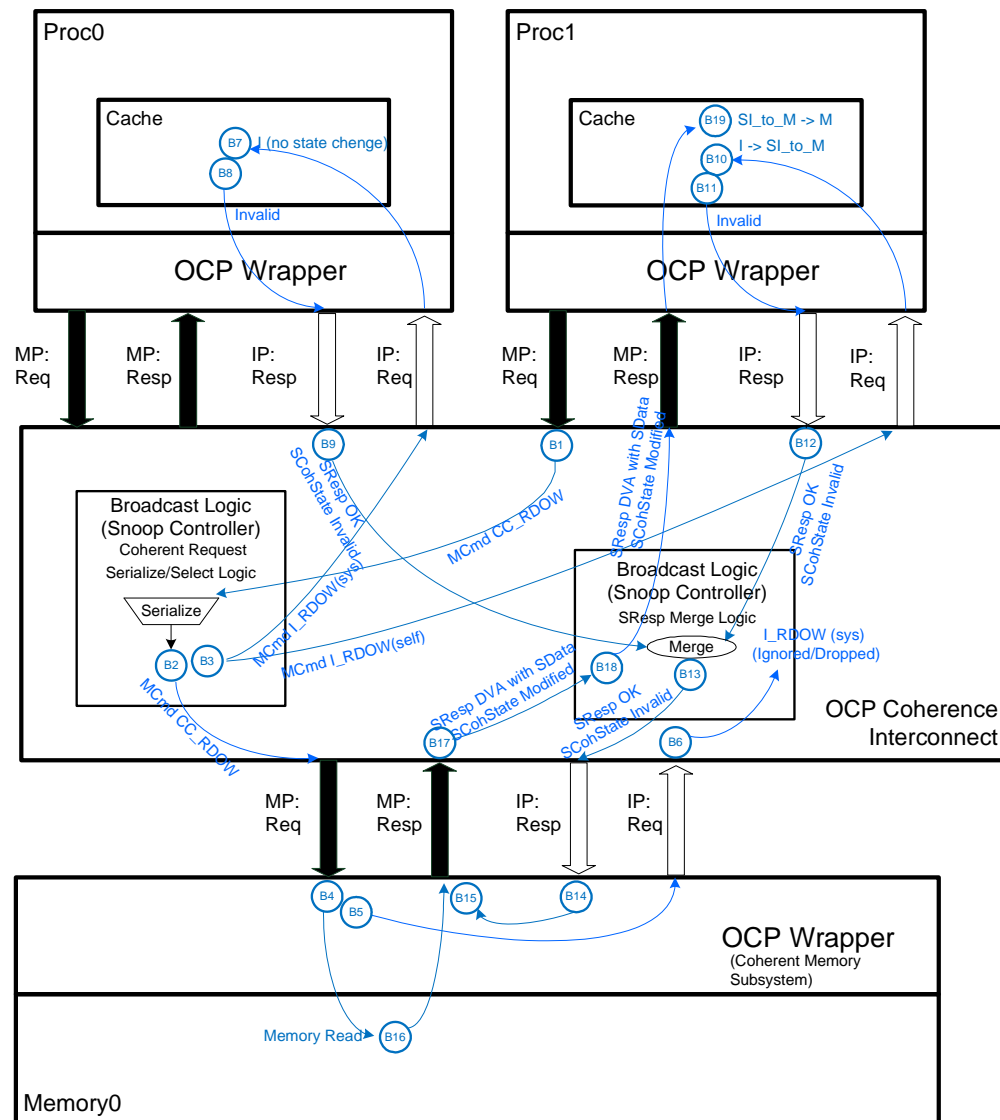 Proc0
Cache
B7
I (no state chenge)
B8
Invalid
OCP Wrapper
Proc1
Cache
B19
SI_to_M -> M
I -> SI_to_M
B10
B11
Invalid
OCP Wrapper
MP:
Req
MP:
Resp
IP:
Resp
IP:
Req
MP:
Req
MP:
Resp
IP:
Resp
IP:
Req
B9
SResp OK
SCohState Invalid
B1
MCmd CC_RDOW
SResp DVA with SData
SCohState Modified
B12
SResp OK
SCohState Invalid
Broadcast Logic
(Snoop Controller)
Coherent Request
Serialize/Select Logic
Serialize
B2
B3
MCmd I_RDOW(sys)
MCmd I_RDOW(self)
MCmd CC_RDOW
Broadcast Logic
(Snoop Controller)
SResp Merge Logic
Merge
B18
B13
I_RDOW (sys)
(Ignored/Dropped)
SResp DVA with SData
SCohState Modified
SResp OK
SCohState Invalid
B17
B6
OCP Coherence
Interconnect
MP:
Req
MP:
Resp
IP:
Resp
IP:
Req
B4
B5
B15
B14
OCP Wrapper
(Coherent Memory
Subsystem)
Memory Read
B16
Memory0